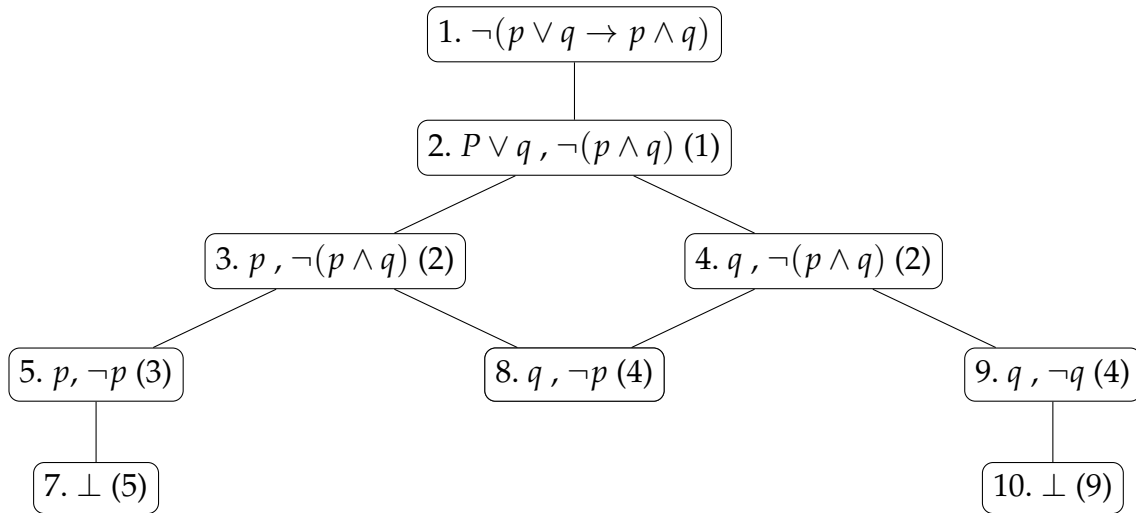 1. ¬(p ∨ q → p ∧ q)
2. P ∨ q , ¬(p ∧ q) (1)
3. p , ¬(p ∧ q) (2)
4. q , ¬(p ∧ q) (2)
5. p, ¬p (3)
8. q , ¬p (4)
9. q , ¬q (4)
7. ⊥ (5)
10. ⊥ (9)